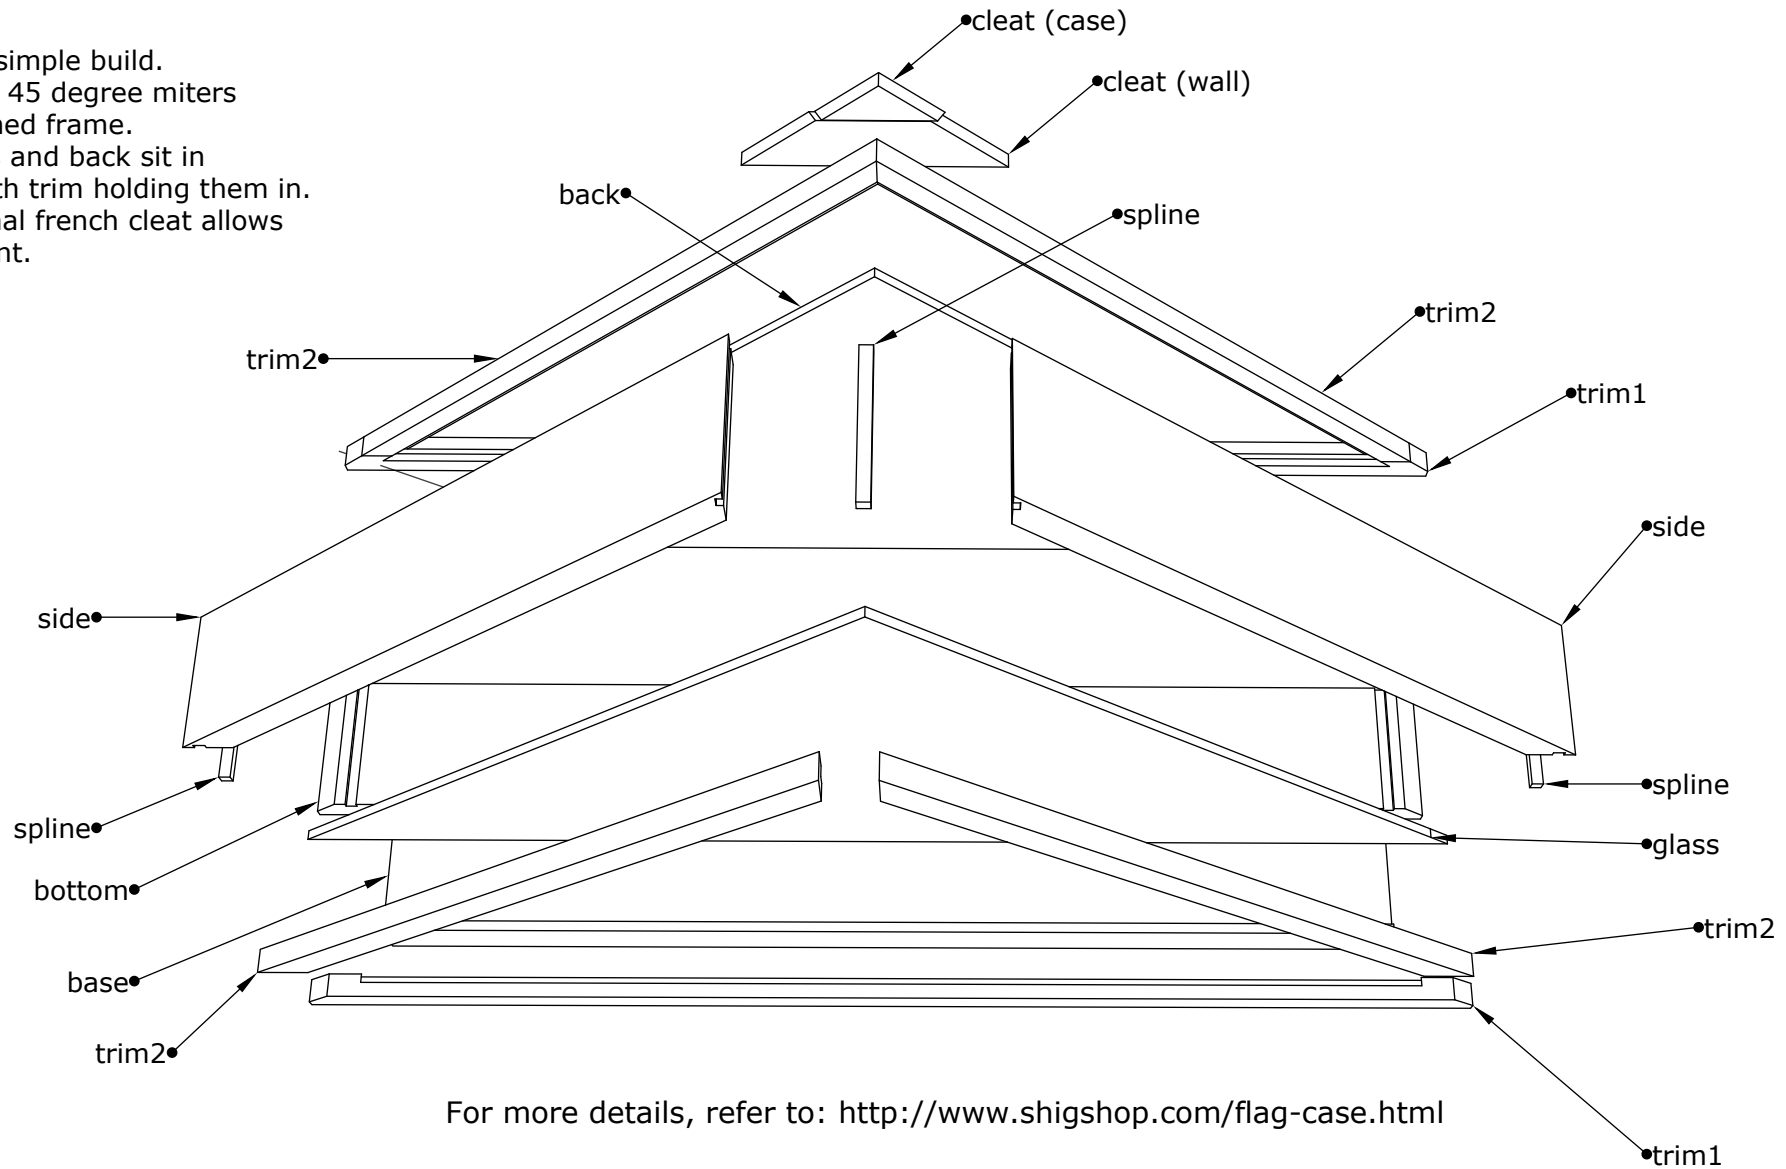 cleat (case)
simple build.
45 degree miters
cleat (wall)
ed frame.
and back sit in
th trim holding them in.
al french cleat allows
nt.
back
spline
trim2
trim2
trim1
side
side
spline
spline
glass
bottom
trim2
base
trim2
For more details, refer to: http://www.shigshop.com/flag-case.html
trim1